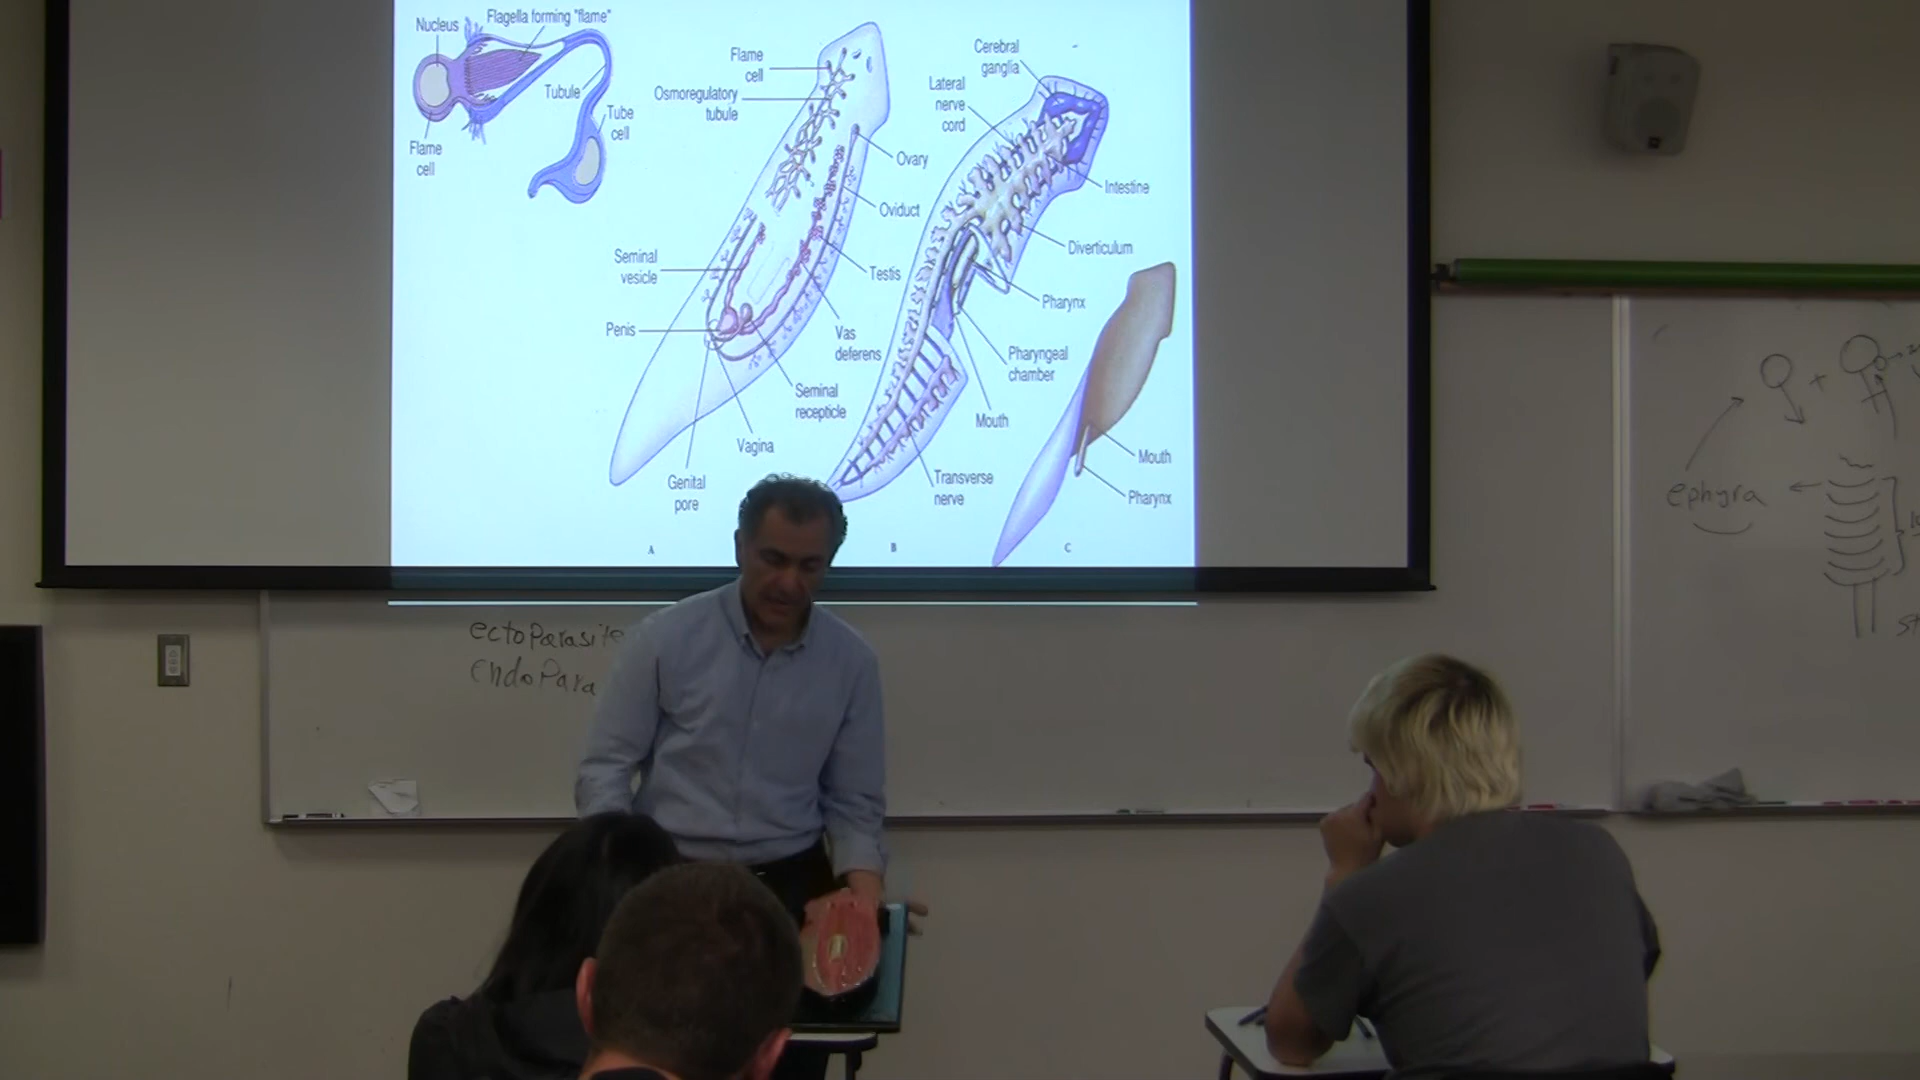 Nucleus
Flagella forming "flame"
Tubule
Tube
cell
Flame
cell
Flame
cell
Osmoregulatory
tubule
Ovary
Oviduct
Testis
Seminal
vesicle
Penis
Vas
deferens
Seminal
recepticle
Vagina
Genital
pore
A
Cerebral
ganglia
Lateral
nerve
cord
Intestine
Diverticulum
Pharynx
Pharyngeal
chamber
Mouth
Transverse
nerve
B
Mouth
Pharynx
C
ectoParasite
EndoPara
+
ephyra
st